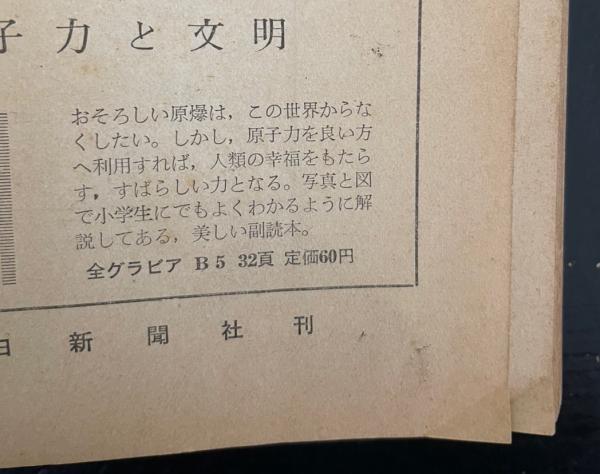 子力と文明
おそろしい原爆は，この世界からな
くしたい。しかし，原子力を良い方
へ利用すれば，人類の幸福をもたら
す，すばらしい力となる。写真と図
で小学生にでもよくわかるように解
説してある，美しい副読本。
全グラビア B5 32頁 定価60円
日新聞社刊